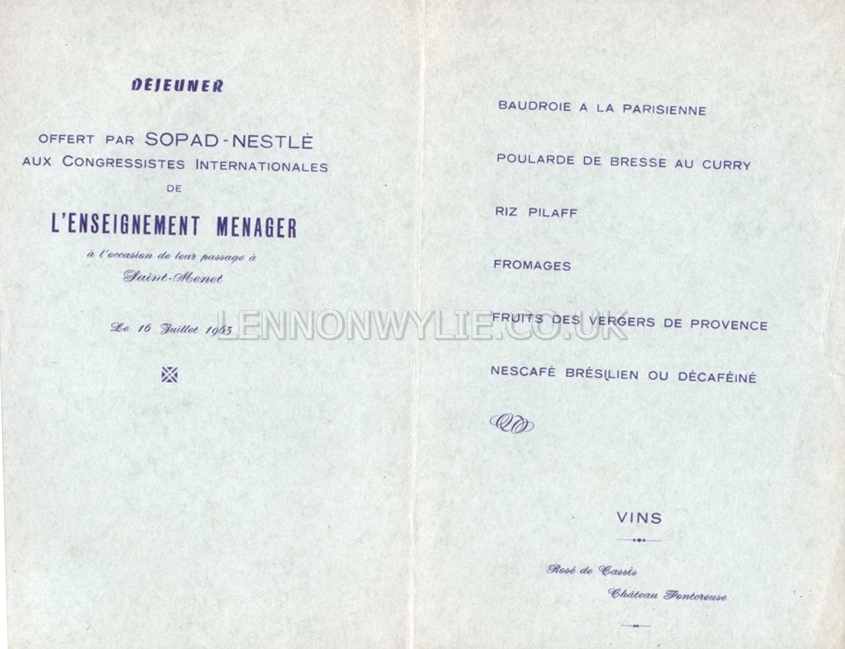 DÉJEUNER
OFFERT PAR SOPAD-NESTLÉ
AUX CONGRESSISTES INTERNATIONALES
DE
L'ENSEIGNEMENT MENAGER
à l'occasion de leur passage à
Saint-Menet
Le 16 Juillet 1963
BAUDROIE A LA PARISIENNE
POULARDE DE BRESSE AU CURRY
RIZ PILAFF
FROMAGES
FRUITS DES VERGERS DE PROVENCE
NESCAFÉ BRÉSILIEN OU DÉCAFÉINÉ
VINS
Rosé de Cassis
Château Fontcreuse
LENNONWYLIE.CO.UK